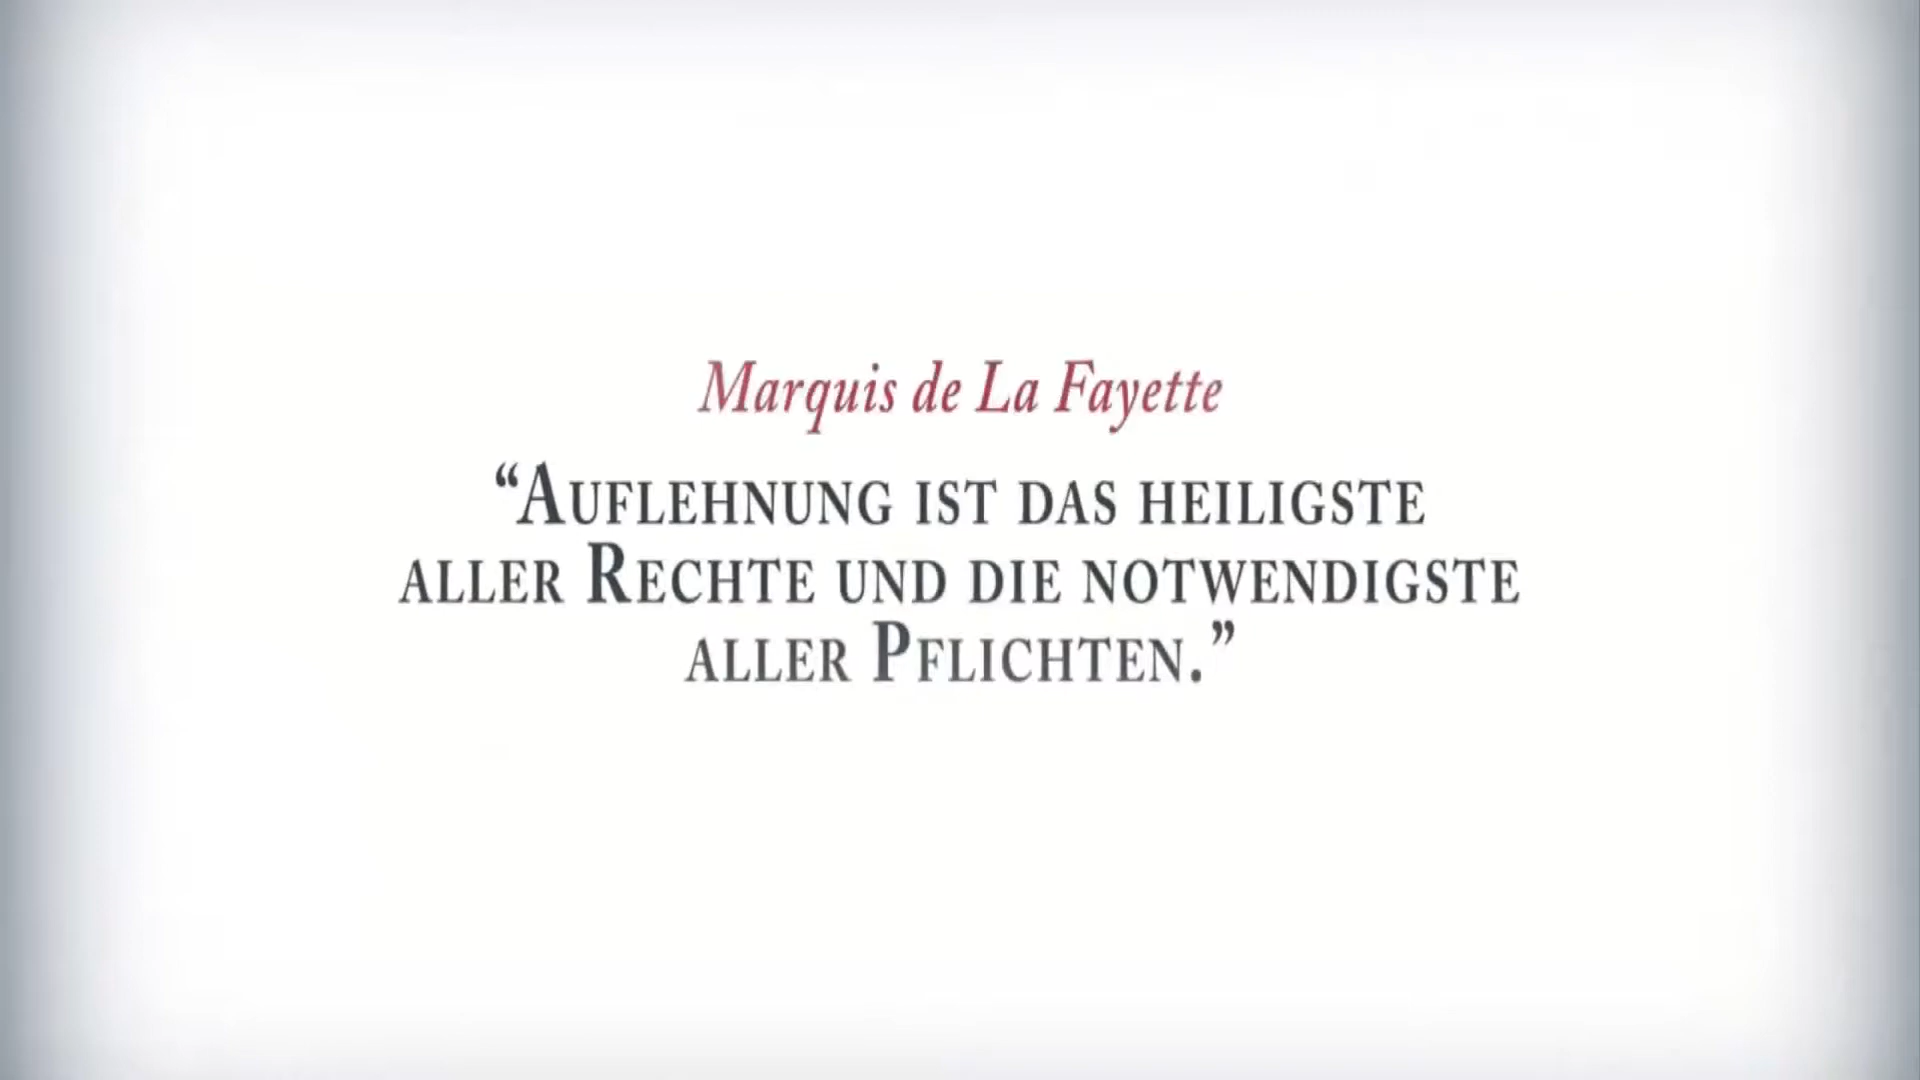 Marquis de La Fayette
“Auflehnung ist das heiligste
aller Rechte und die notwendigste
aller Pflichten.”